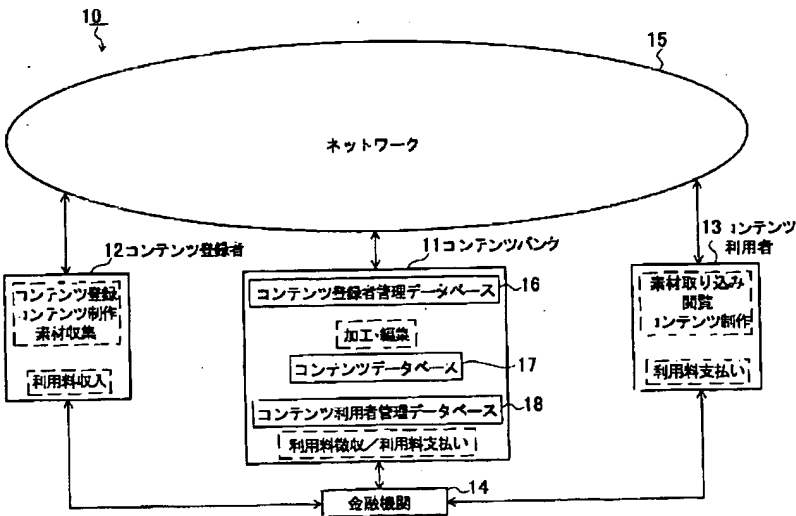 10
15
ネットワーク
12コンテンツ登録者
11コンテンツバンク
13 コンテンツ
利用者
コンテンツ登録
コンテンツ制作
素材収集
利用料収入
コンテンツ登録者管理データベース
16
加工・編集
コンテンツデータベース
17
コンテンツ利用者管理データベース
18
利用料徴収/利用料支払い
素材取り込み
閲覧
コンテンツ制作
利用料支払い
金融機関
14